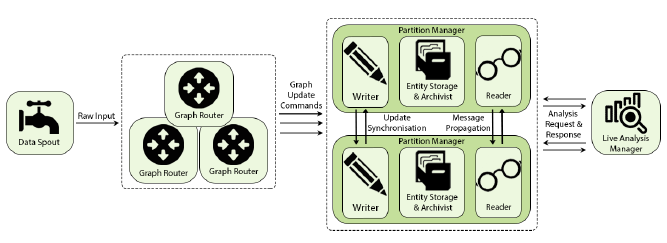 Data Spout
Raw Input
Graph Router
Graph Router
Graph Router
Graph
Update
Commands
Partition Manager
Writer
Entity Storage
& Archivist
Reader
Update
Synchronisation
Message
Propagation
Partition Manager
Writer
Entity Storage
& Archivist
Reader
Analysis
Request &
Response
Live Analysis
Manager